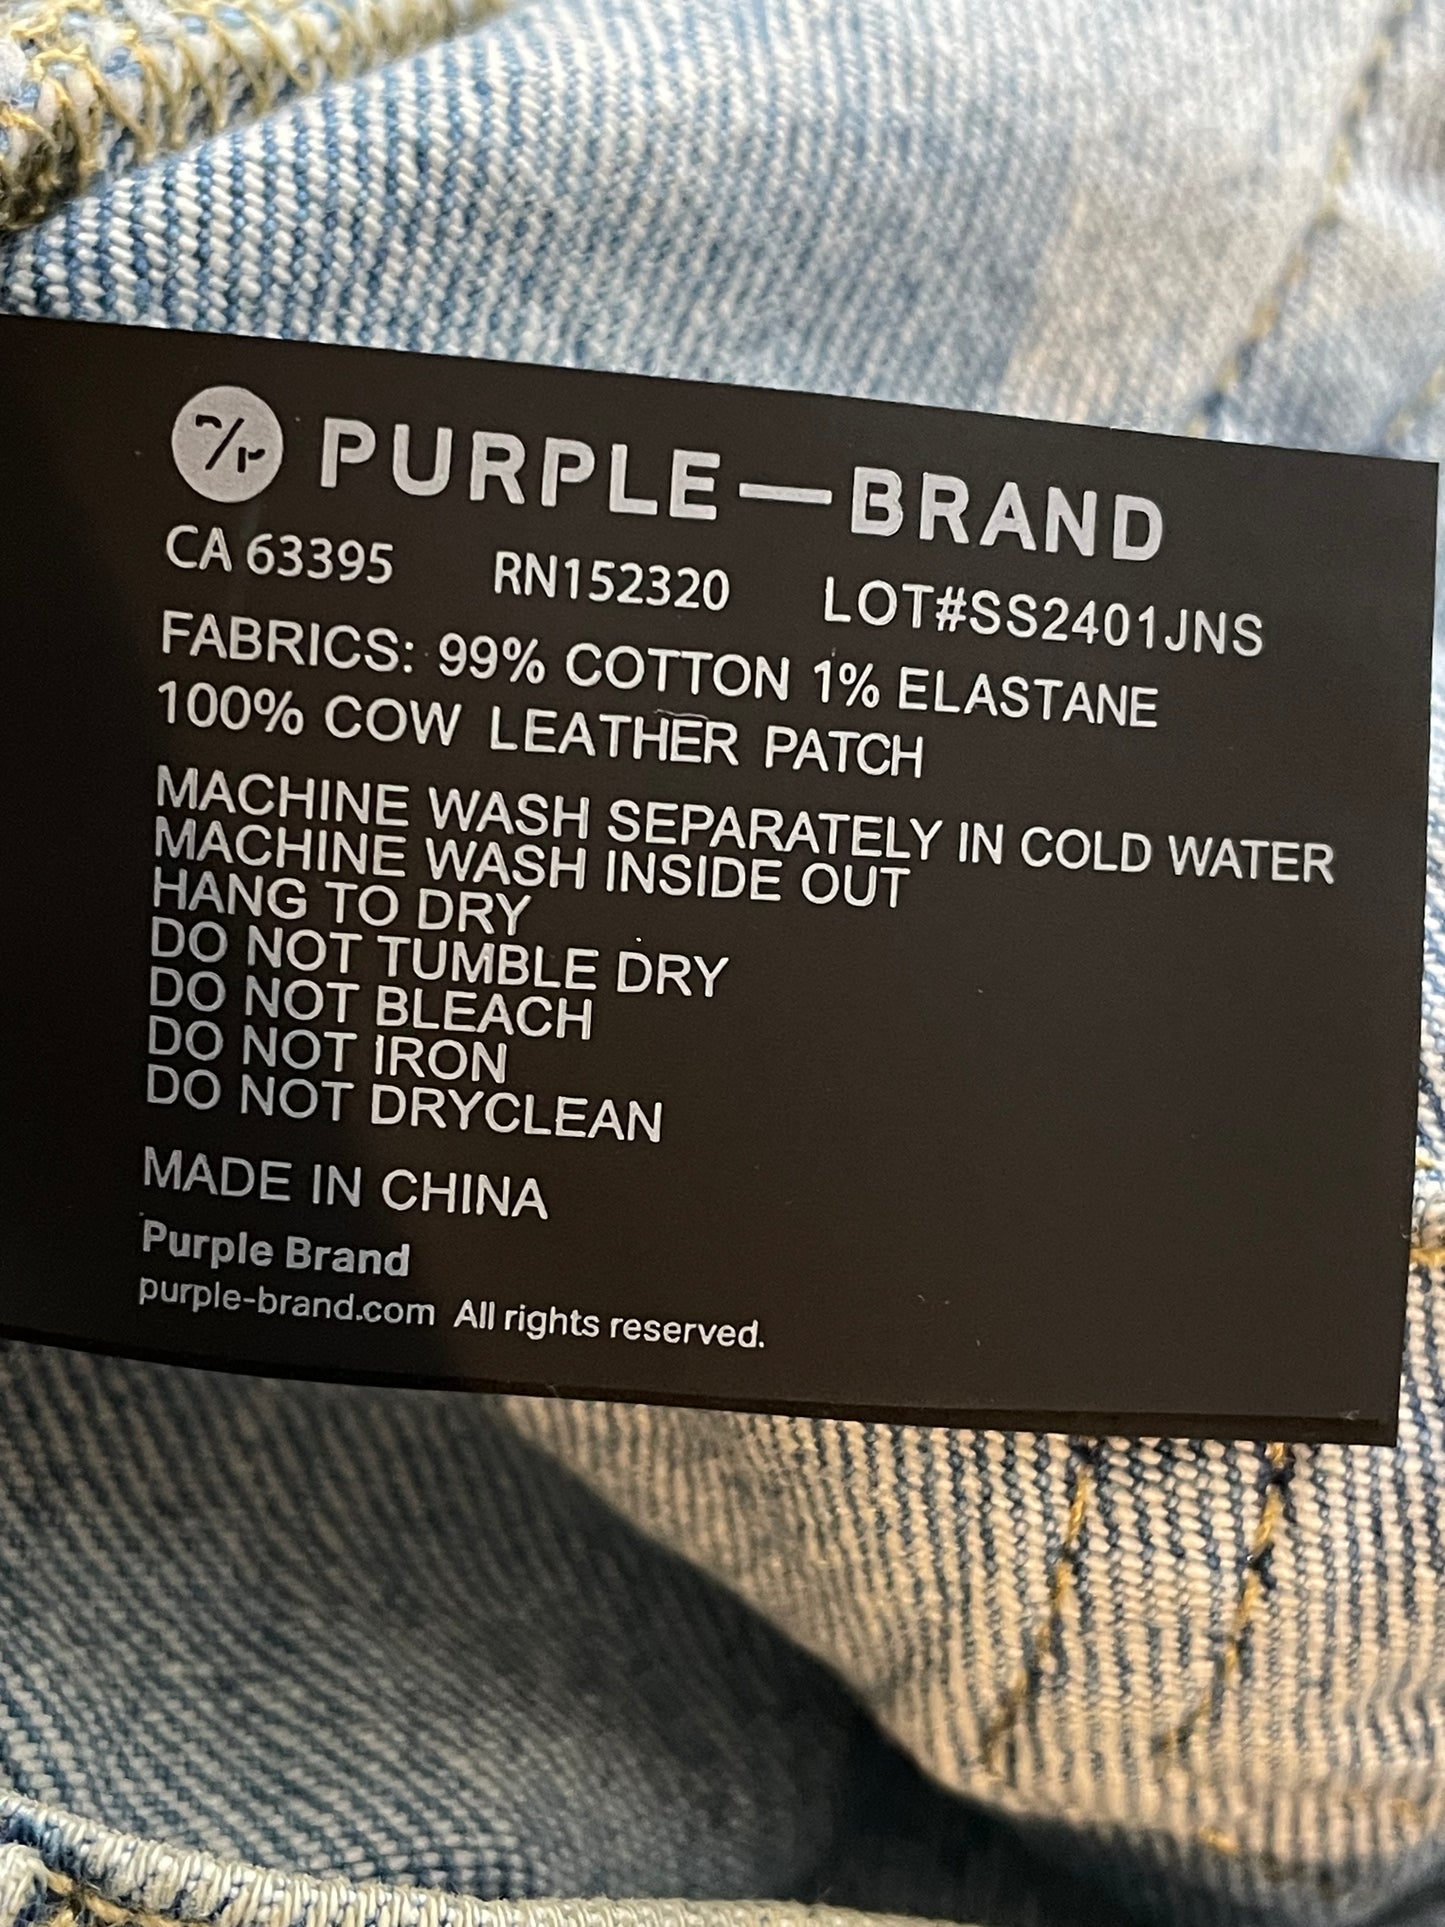 PURPLE—BRAND
CA 63395 RN152320 LOT#SS2401JNS
FABRICS: 99% COTTON 1% ELASTANE
100% COW LEATHER PATCH
MACHINE WASH SEPARATELY IN COLD WATER
MACHINE WASH INSIDE OUT
HANG TO DRY
DO NOT TUMBLE DRY
DO NOT BLEACH
DO NOT IRON
DO NOT DRYCLEAN
MADE IN CHINA
Purple Brand
purple-brand.com All rights reserved.